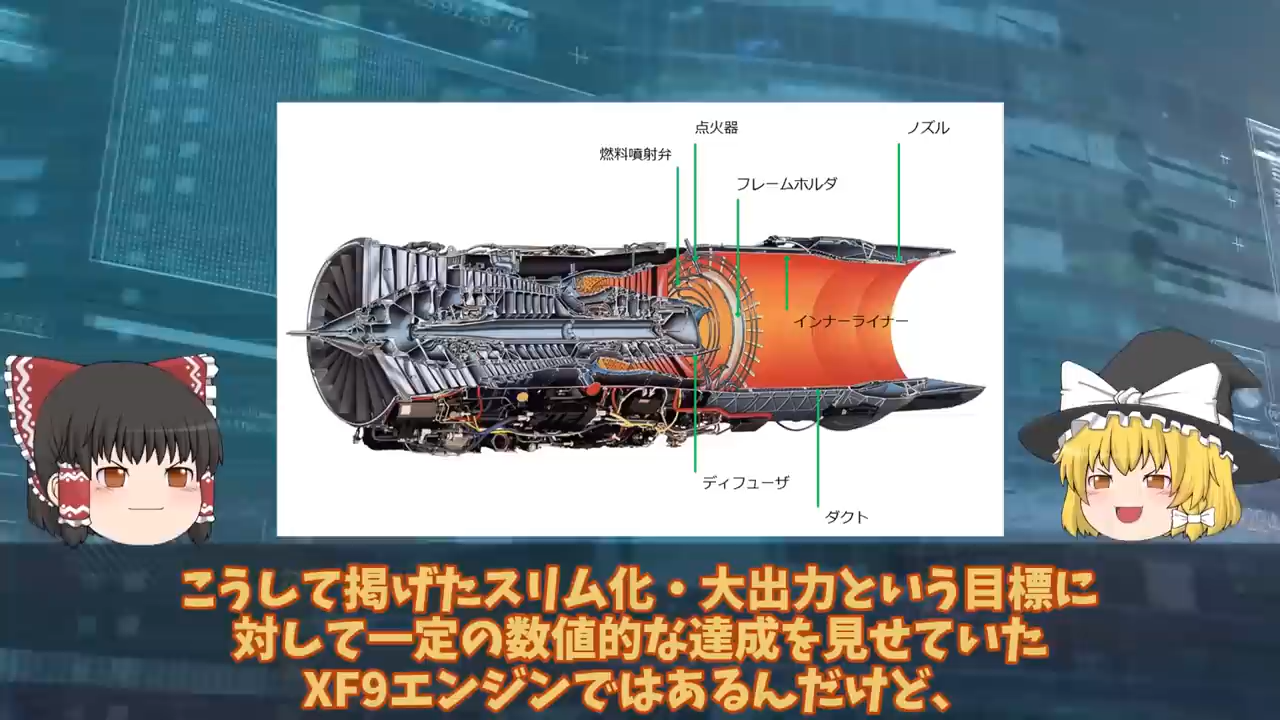 点火器
ノズル
燃料噴射弁
フレームホルダ
インナーライナー
ディフューザ
ダクト
こうして掲げたスリム化・大出力という目標に
対して一定の数値的な達成を見せていた
XF9エンジンではあるんだけど、